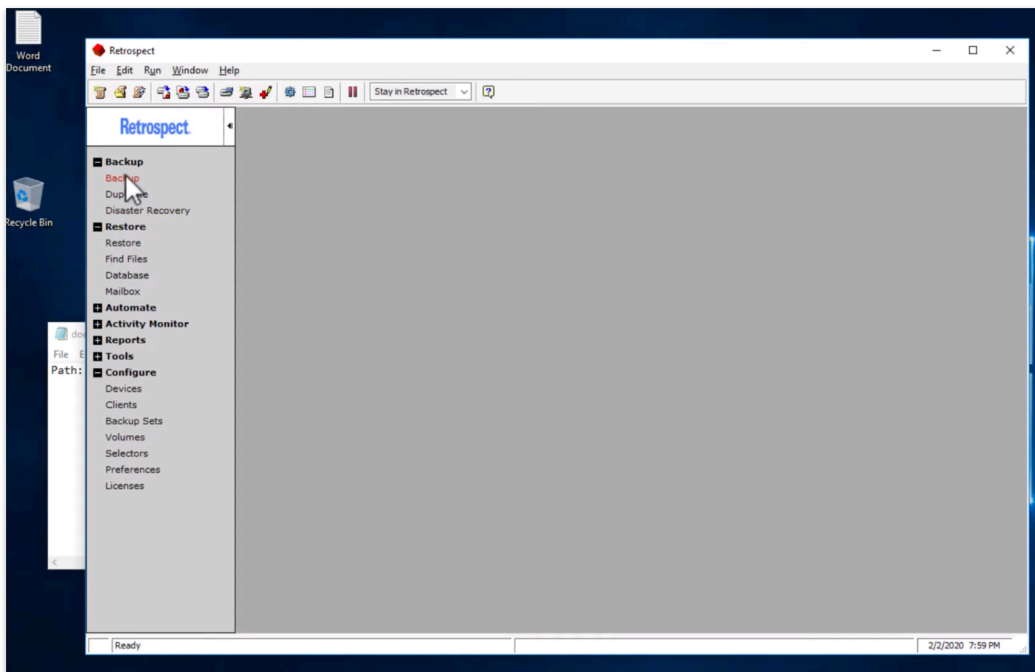 Word
Document
Recycle Bin
Retrospect
File Edit Run Window Help
Stay in Retrospect
Retrospect
Backup
Backup
Disaster Recovery
Restore
Restore
Find Files
Database
Mailbox
Automate
Activity Monitor
Reports
Tools
Configure
Devices
Clients
Backup Sets
Volumes
Selectors
Preferences
Licenses
File
Path:
Ready
2/2/2020 7:59 PM